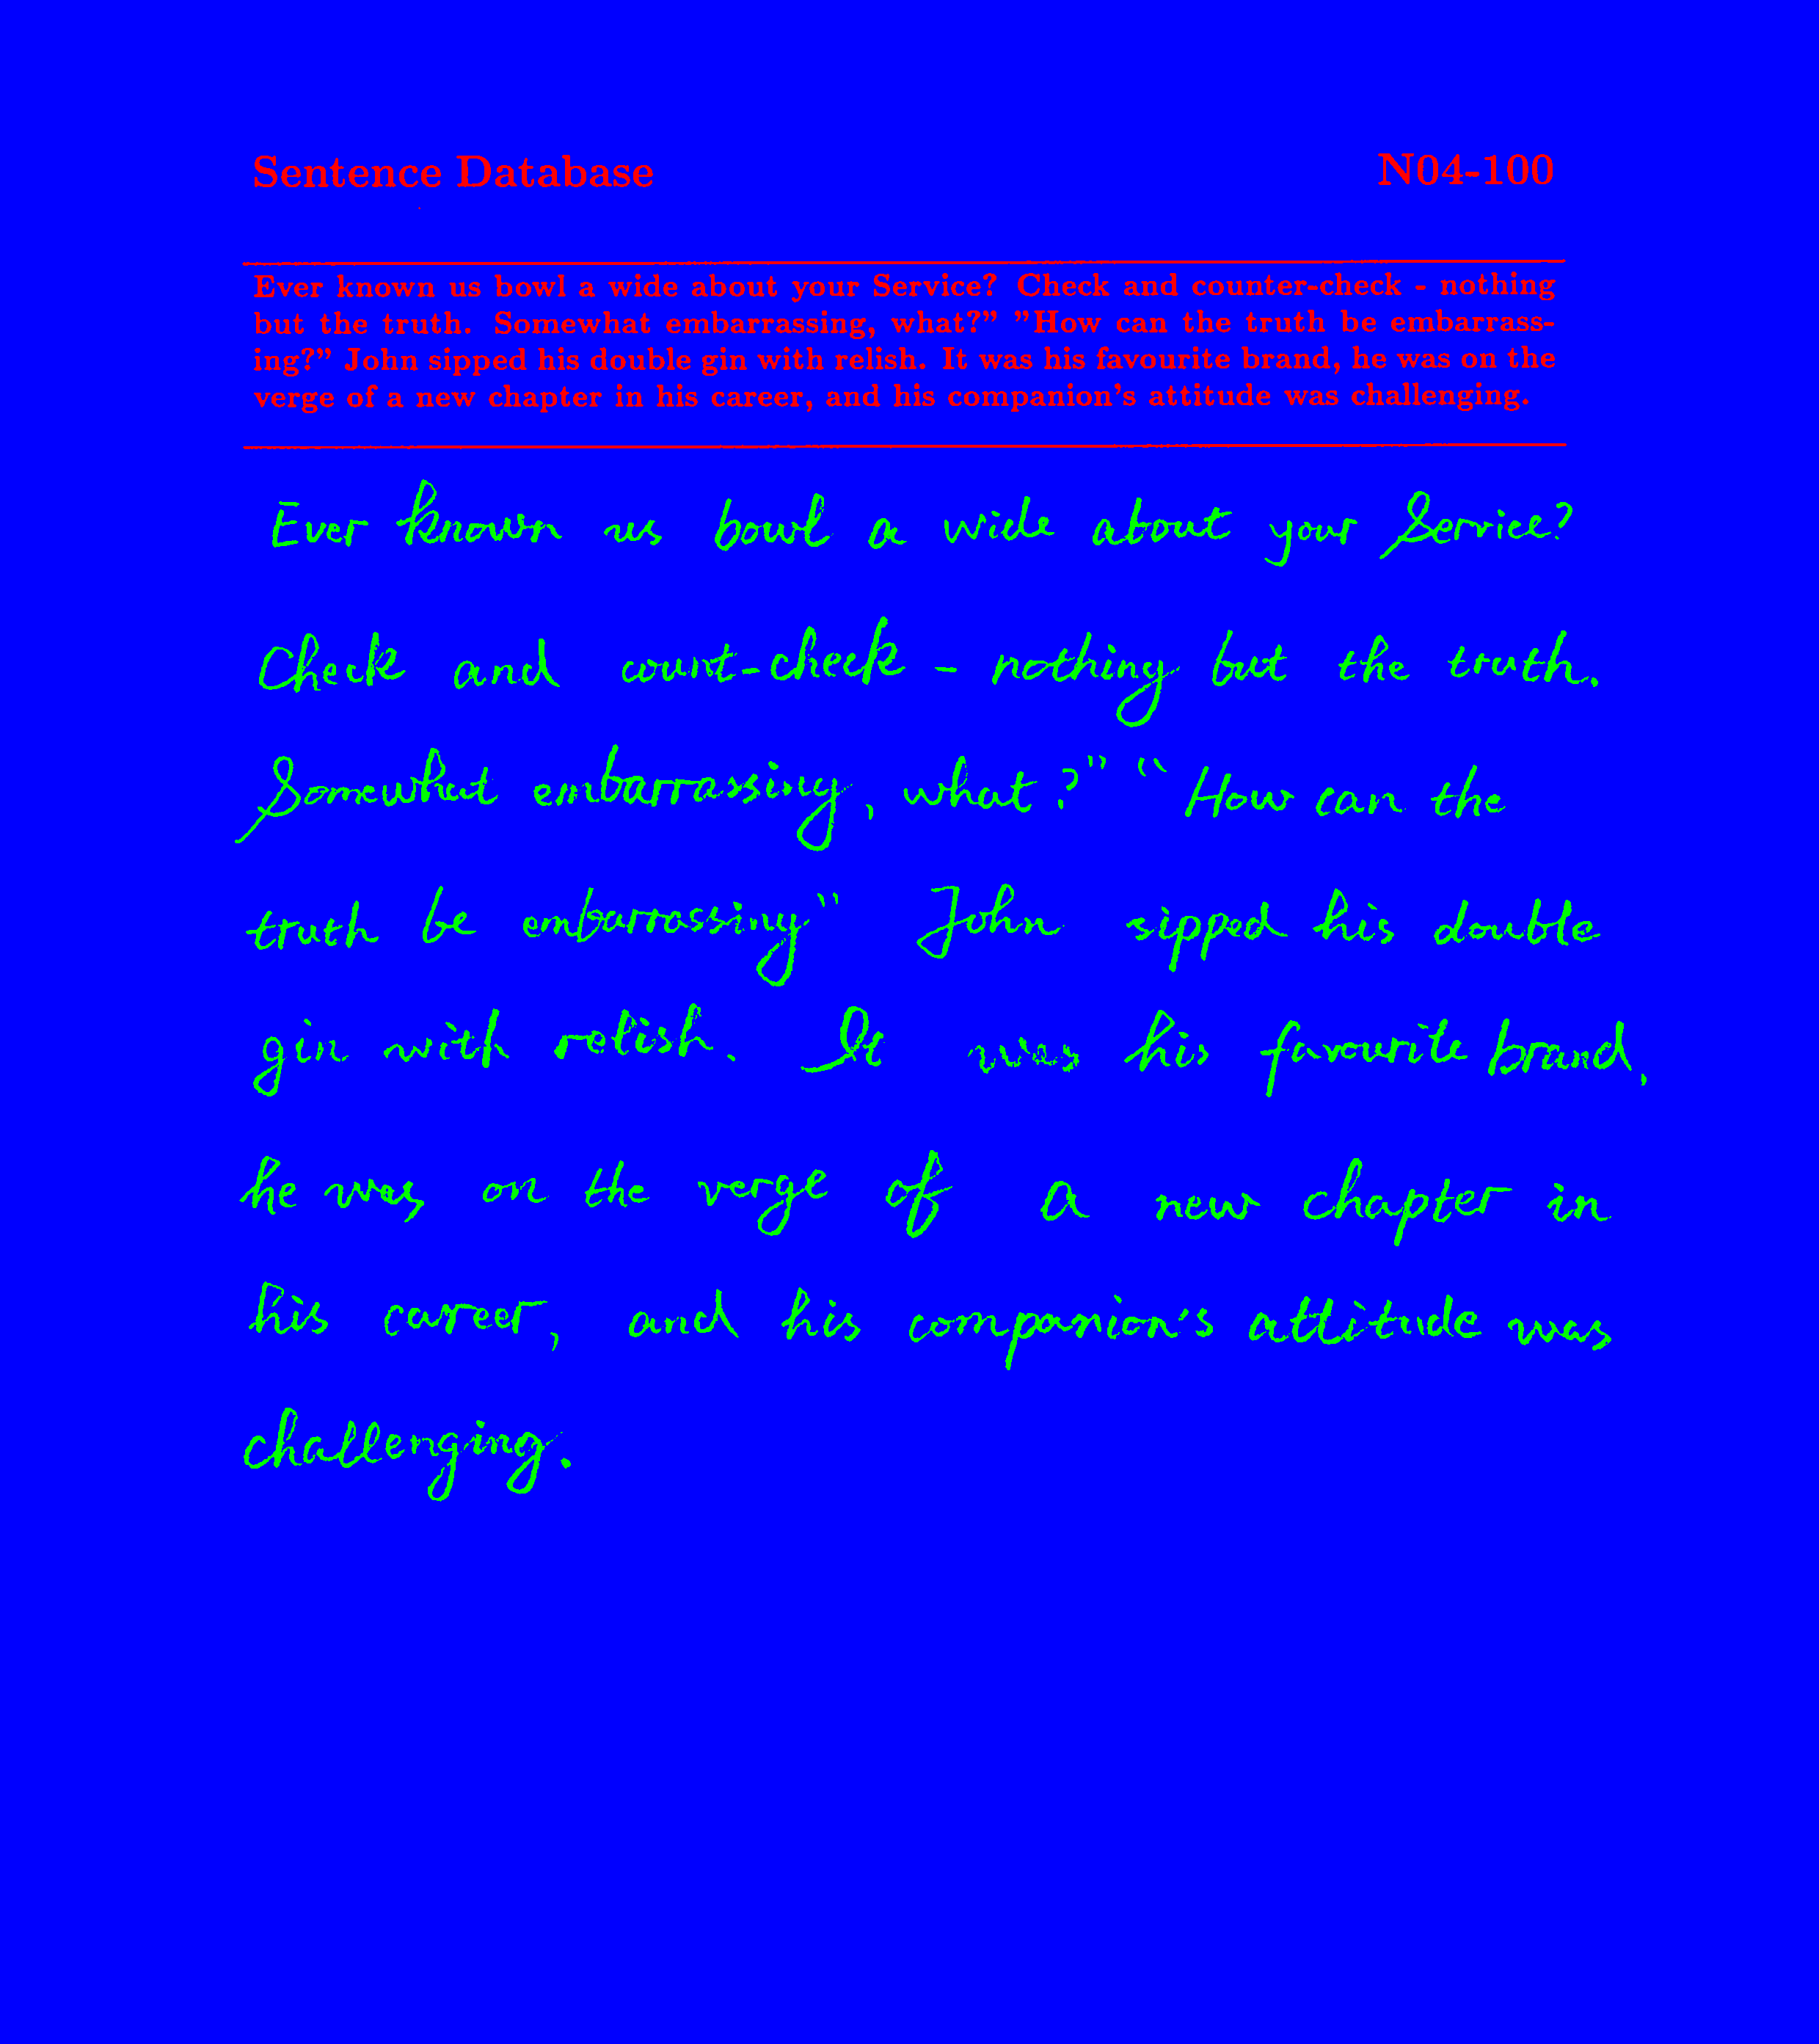 Sentence Database N04-100
Ever known us bowl a wide about your Service? Check and counter-check - nothing
but the truth. Somewhat embarrassing, what?” ”How can the truth be embarrass-
ing?” John sipped his double gin with relish. It was his favourite brand, he was on the
verge of a new chapter in his career, and his companion’s attitude was challenging.
Ever known us bowl a wide about your Service?
Check and count-check - nothing but the truth.
Somewhat embarrassing, what?" "How can the
truth be embarrassing" John sipped his double
gin with relish. It was his favourite brand,
he was on the verge of a new chapter in
his career, and his companion's attitude was
challenging.